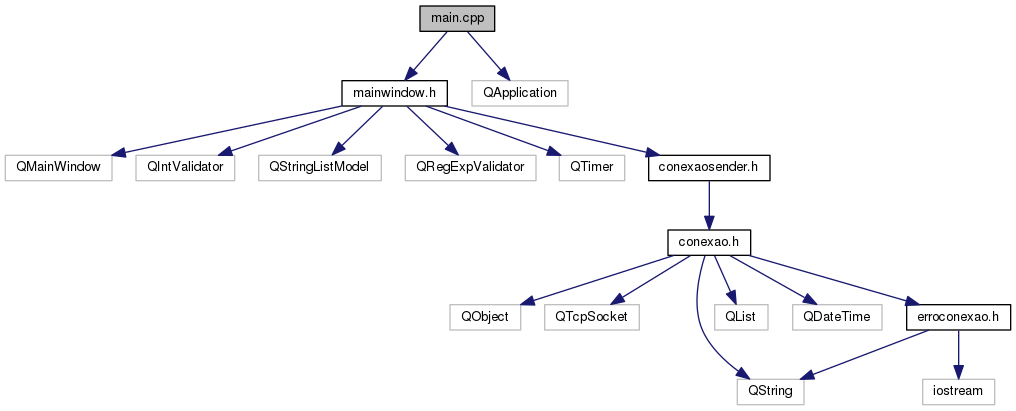 main.cpp
mainwindow.h
QApplication
QMainWindow
QIntValidator
QStringListModel
QRegExpValidator
QTimer
conexaosender.h
conexao.h
QObject
QTcpSocket
QList
QDateTime
erroconexao.h
QString
iostream